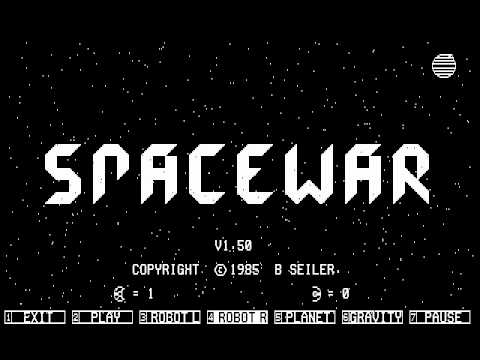 SPACEWAR
V1.50
COPYRIGHT © 1985 B SEILER.
= 1 = 0
1 EXIT 2 PLAY 3 ROBOT L 4 ROBOT R 5 PLANET 6 GRAVITY 7 PAUSE